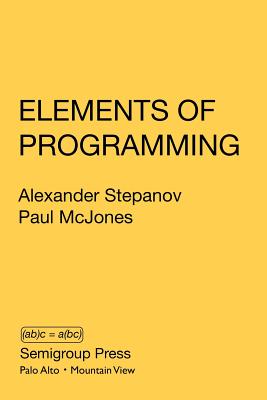 ELEMENTS OF
PROGRAMMING
Alexander Stepanov
Paul McJones
(ab)c = a(bc)
Semigroup Press
Palo Alto • Mountain View